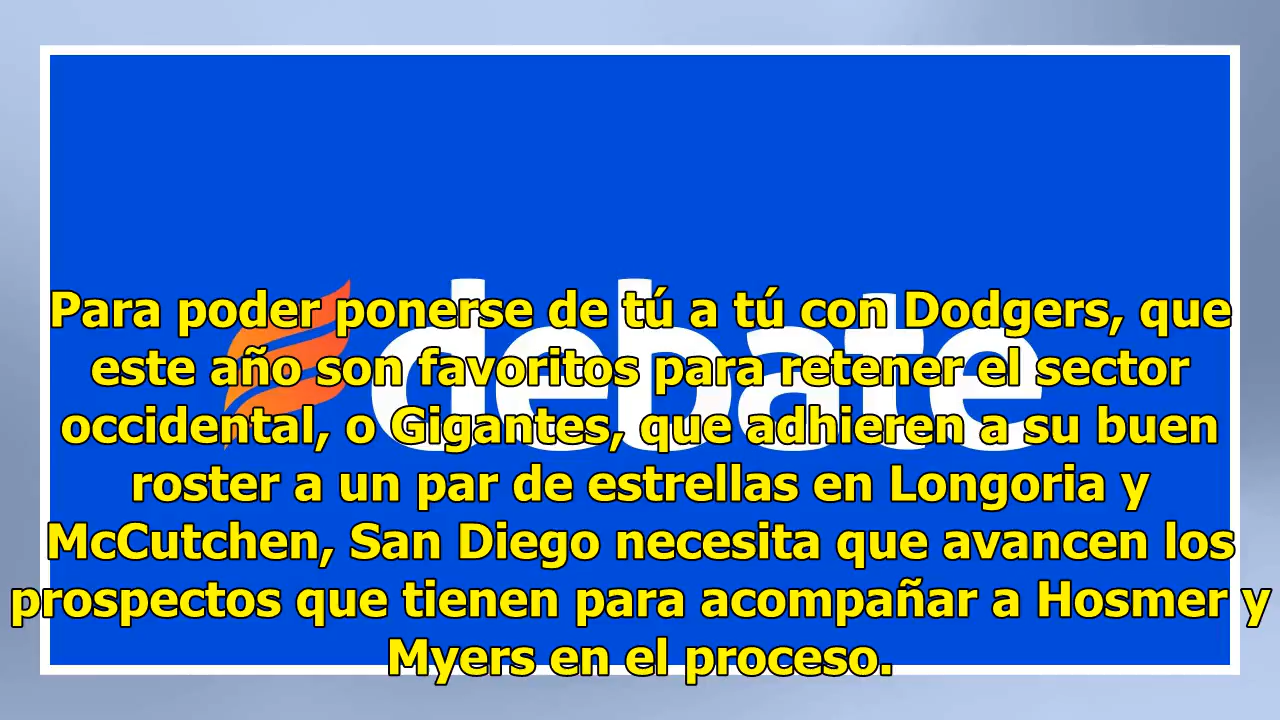 debate
Para poder ponerse de tú a tú con Dodgers, que
este año son favoritos para retener el sector
occidental, o Gigantes, que adhieren a su buen
roster a un par de estrellas en Longoria y
McCutchen, San Diego necesita que avancen los
prospectos que tienen para acompañar a Hosmer y
Myers en el proceso.